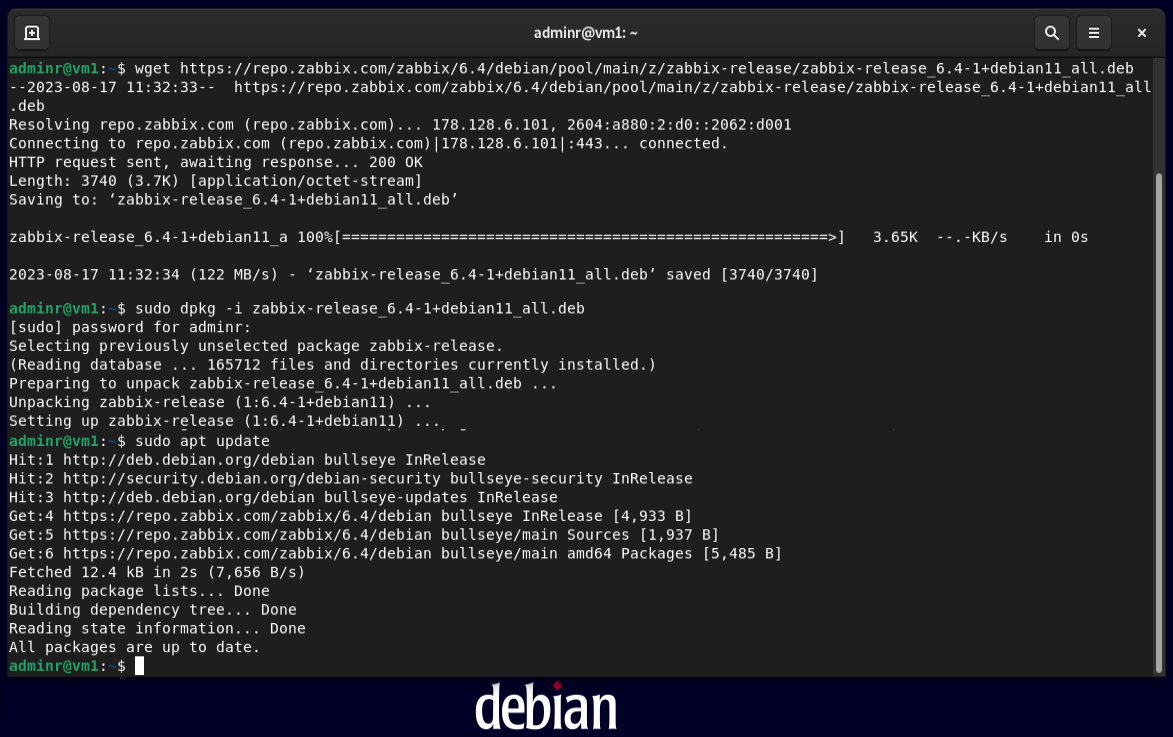 adminr@vm1: ~
adminr@vm1:~$ wget https://repo.zabbix.com/zabbix/6.4/debian/pool/main/z/zabbix-release/zabbix-release_6.4-1+debian11_all.deb
--2023-08-17 11:32:33--  https://repo.zabbix.com/zabbix/6.4/debian/pool/main/z/zabbix-release/zabbix-release_6.4-1+debian11_all
.deb
Resolving repo.zabbix.com (repo.zabbix.com)... 178.128.6.101, 2604:a880:2:d0::2062:d001
Connecting to repo.zabbix.com (repo.zabbix.com)|178.128.6.101|:443... connected.
HTTP request sent, awaiting response... 200 OK
Length: 3740 (3.7K) [application/octet-stream]
Saving to: ‘zabbix-release_6.4-1+debian11_all.deb’
zabbix-release_6.4-1+debian11_a 100%[======================================================>]   3.65K  --.-KB/s    in 0s
2023-08-17 11:32:34 (122 MB/s) - ‘zabbix-release_6.4-1+debian11_all.deb’ saved [3740/3740]
adminr@vm1:~$ sudo dpkg -i zabbix-release_6.4-1+debian11_all.deb
[sudo] password for adminr:
Selecting previously unselected package zabbix-release.
(Reading database ... 165712 files and directories currently installed.)
Preparing to unpack zabbix-release_6.4-1+debian11_all.deb ...
Unpacking zabbix-release (1:6.4-1+debian11) ...
Setting up zabbix-release (1:6.4-1+debian11) ...
adminr@vm1:~$ sudo apt update
Hit:1 http://deb.debian.org/debian bullseye InRelease
Hit:2 http://security.debian.org/debian-security bullseye-security InRelease
Hit:3 http://deb.debian.org/debian bullseye-updates InRelease
Get:4 https://repo.zabbix.com/zabbix/6.4/debian bullseye InRelease [4,933 B]
Get:5 https://repo.zabbix.com/zabbix/6.4/debian bullseye/main Sources [1,937 B]
Get:6 https://repo.zabbix.com/zabbix/6.4/debian bullseye/main amd64 Packages [5,485 B]
Fetched 12.4 kB in 2s (7,656 B/s)
Reading package lists... Done
Building dependency tree... Done
Reading state information... Done
All packages are up to date.
adminr@vm1:~$
debian